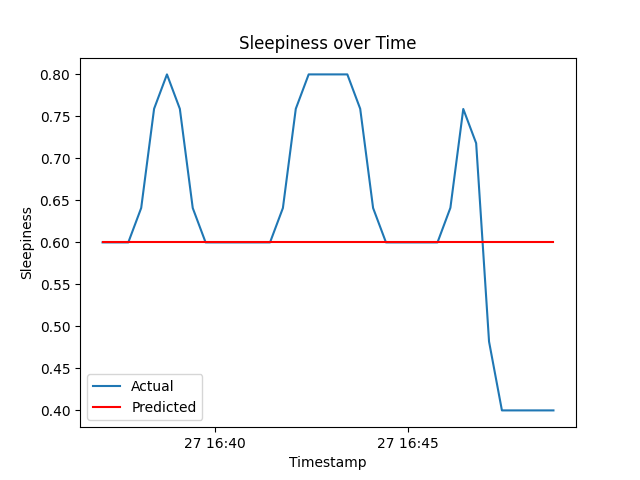 Sleepiness over Time
0.80
0.75
0.70
0.65
0.60
0.55
0.50
0.45
0.40
Sleepiness
Actual
Predicted
27 16:40
27 16:45
Timestamp